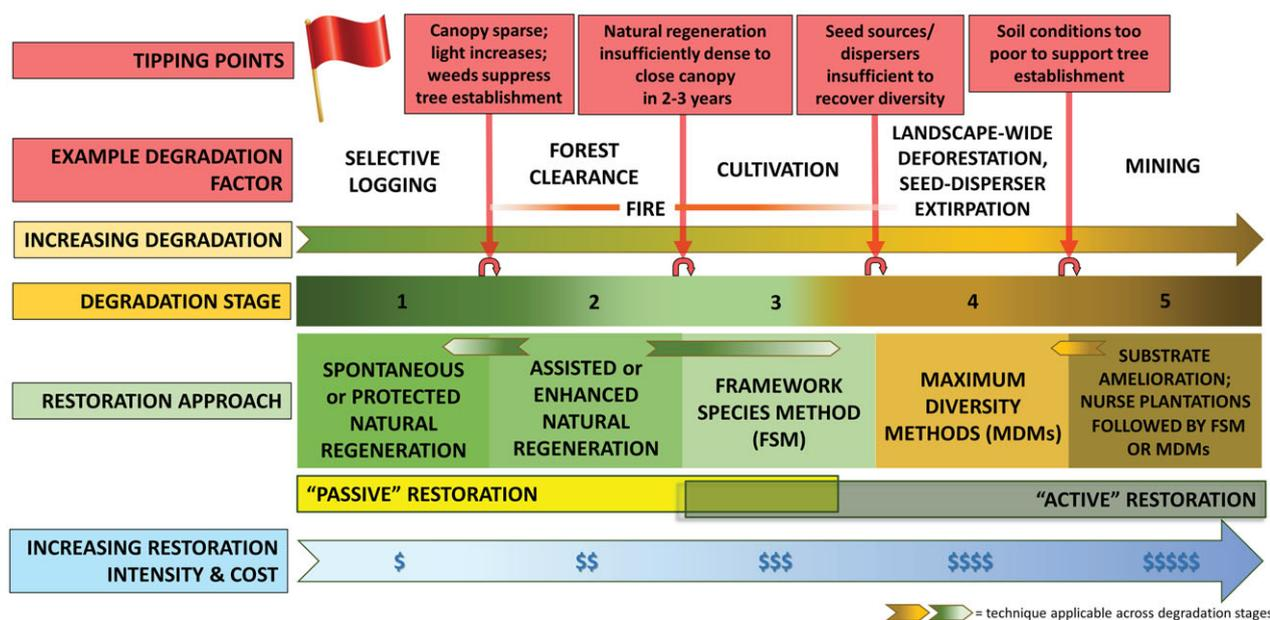 TIPPING POINTS
Canopy sparse;
light increases;
weeds suppress
tree establishment
Natural regeneration
insufficiently dense to
close canopy
in 2-3 years
Seed sources/
dispersers
insufficient to
recover diversity
Soil conditions too
poor to support tree
establishment
EXAMPLE DEGRADATION
FACTOR
SELECTIVE
LOGGING
FOREST
CLEARANCE
CULTIVATION
LANDSCAPE-WIDE
DEFORESTATION,
SEED-DISPERSER
EXTIRPATION
MINING
FIRE
INCREASING DEGRADATION
DEGRADATION STAGE
1
2
3
4
5
RESTORATION APPROACH
SPONTANEOUS
or PROTECTED
NATURAL
REGENERATION
ASSISTED or
ENHANCED
NATURAL
REGENERATION
FRAMEWORK
SPECIES METHOD
(FSM)
MAXIMUM
DIVERSITY
METHODS (MDMs)
SUBSTRATE
AMELIORATION;
NURSE PLANTATIONS
FOLLOWED BY FSM
OR MDMs
“PASSIVE” RESTORATION
“ACTIVE” RESTORATION
INCREASING RESTORATION
INTENSITY & COST
$
$$
$$$
$$$$
$$$$$
= technique applicable across degradation stages